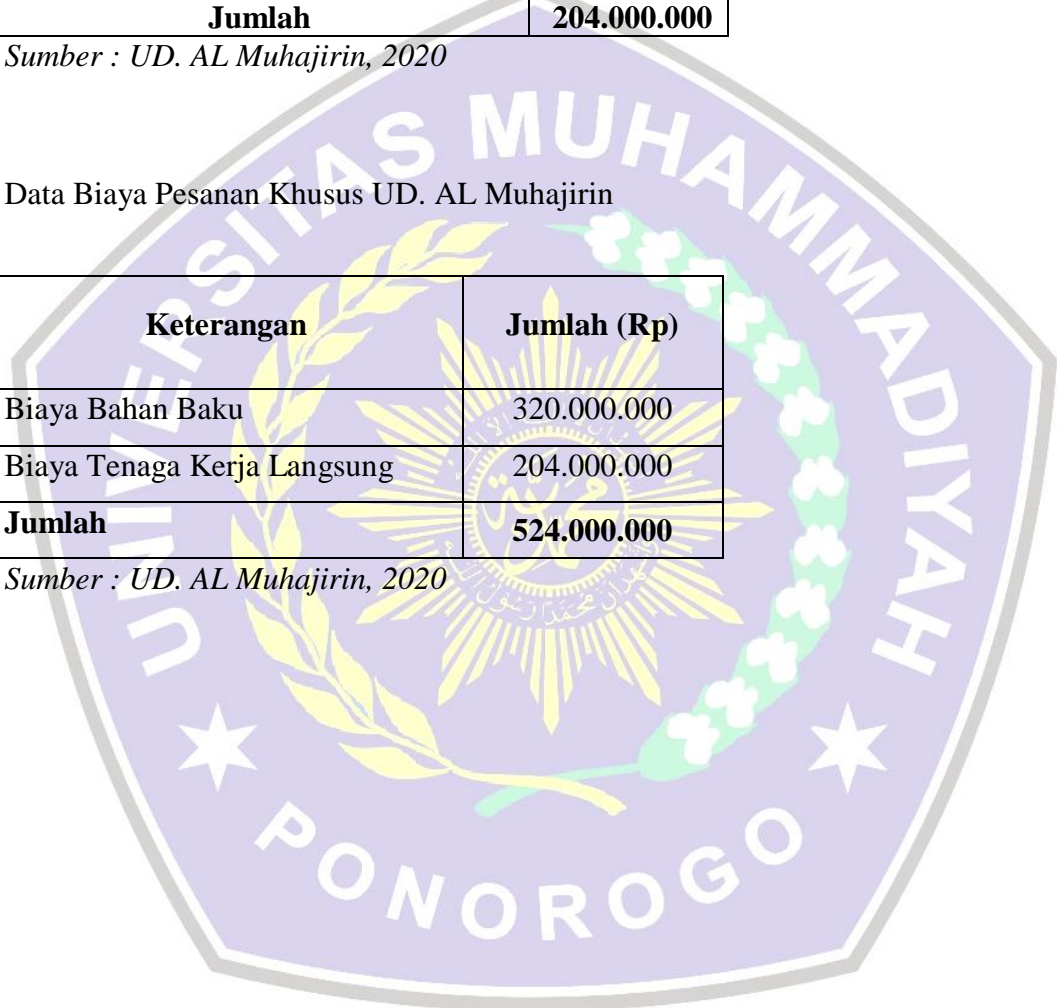 Jumlah 204.000.000
Sumber : UD. AL Muhajirin, 2020
Data Biaya Pesanan Khusus UD. AL Muhajirin
Keterangan Jumlah (Rp)
Biaya Bahan Baku 320.000.000
Biaya Tenaga Kerja Langsung 204.000.000
Jumlah 524.000.000
Sumber : UD. AL Muhajirin, 2020
UNIVERSITAS MUHAMMADIYAH
PONOROGO